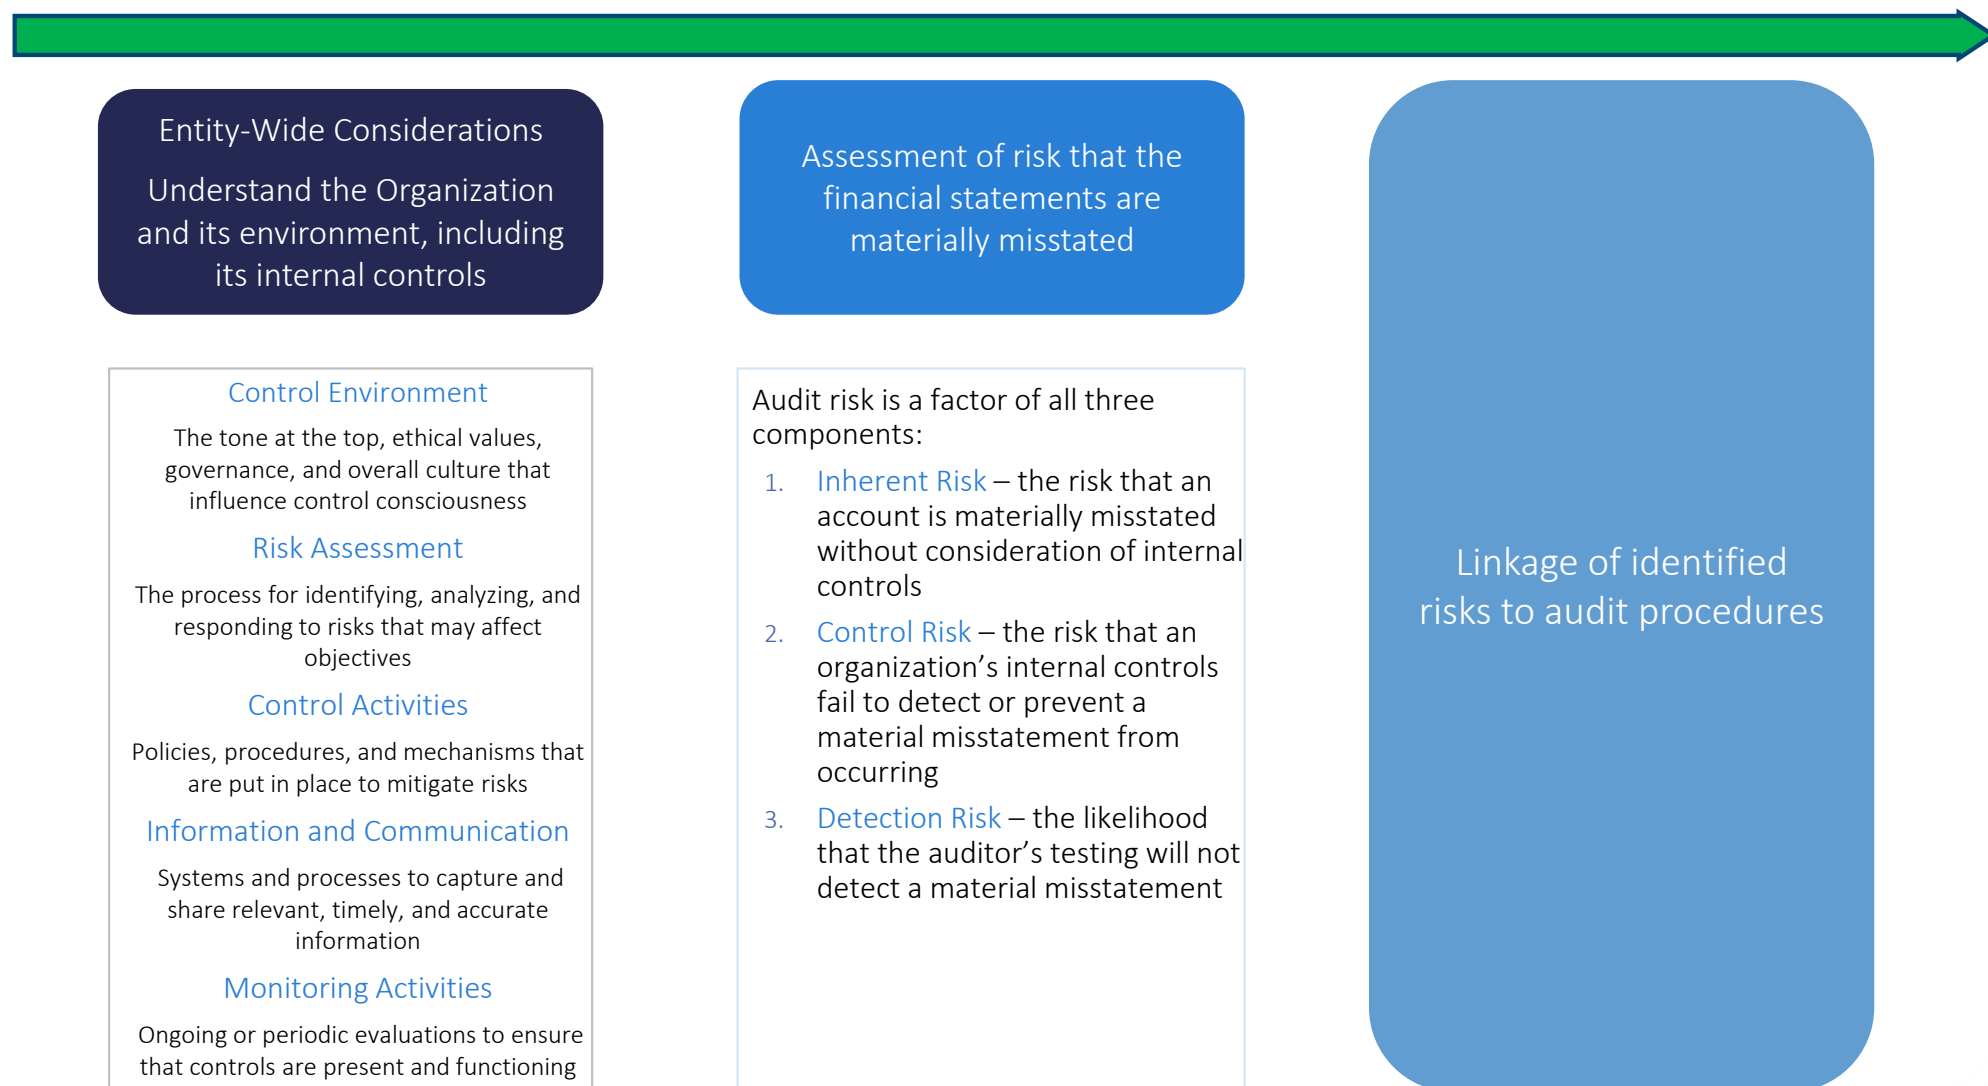 Entity-Wide Considerations
Understand the Organization
and its environment, including
its internal controls
Control Environment
The tone at the top, ethical values,
governance, and overall culture that
influence control consciousness
Risk Assessment
The process for identifying, analyzing, and
responding to risks that may affect
objectives
Control Activities
Policies, procedures, and mechanisms that
are put in place to mitigate risks
Information and Communication
Systems and processes to capture and
share relevant, timely, and accurate
information
Monitoring Activities
Ongoing or periodic evaluations to ensure
that controls are present and functioning
Assessment of risk that the
financial statements are
materially misstated
Audit risk is a factor of all three
components:
1. Inherent Risk – the risk that an
account is materially misstated
without consideration of internal
controls
2. Control Risk – the risk that an
organization’s internal controls
fail to detect or prevent a
material misstatement from
occurring
3. Detection Risk – the likelihood
that the auditor’s testing will not
detect a material misstatement
Linkage of identified
risks to audit procedures